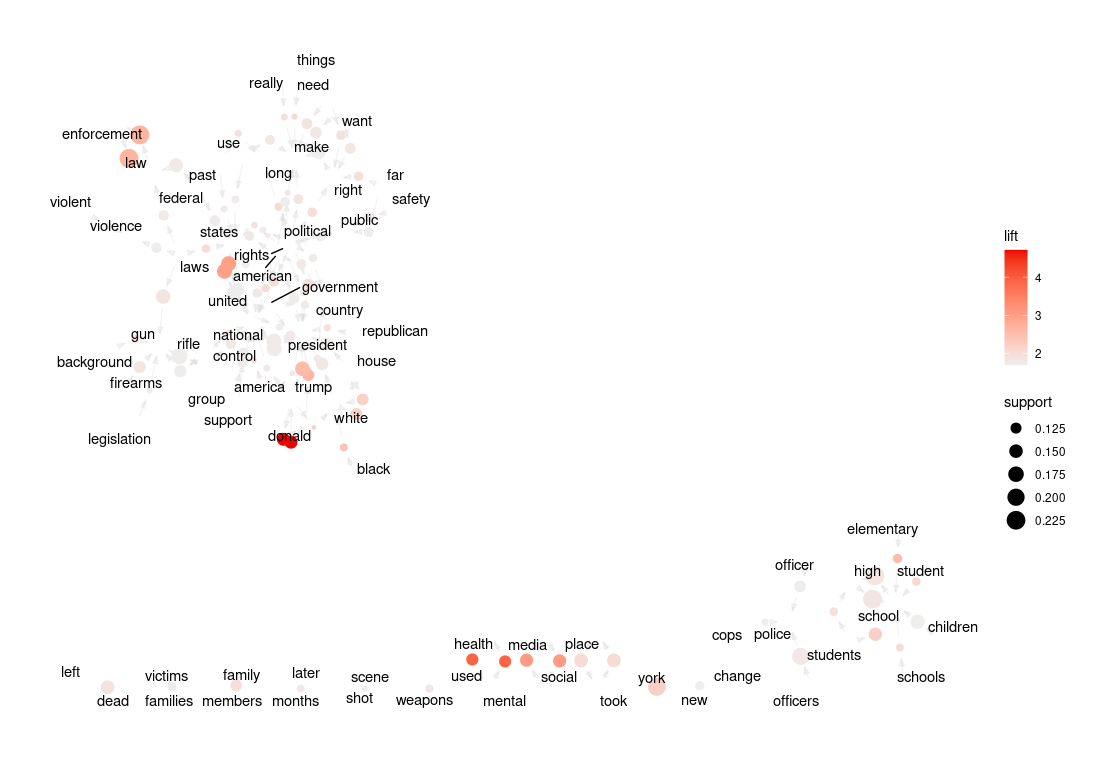 things
really
need
want
enforcement
use
make
law
past
long
right
far
violent
federal
safety
violence
states
political
public
rights
laws
american
united
government
country
gun
rifle
national
president
republican
background
control
house
firearms
america
trump
group
support
white
legislation
donald
black
lift
4
3
2
support
0.125
0.150
0.175
0.200
0.225
elementary
officer
high
student
school
children
cops
police
students
schools
officers
health
media
place
used
social
mental
took
york
change
new
left
victims
family
later
scene
dead
families
members
months
shot
weapons